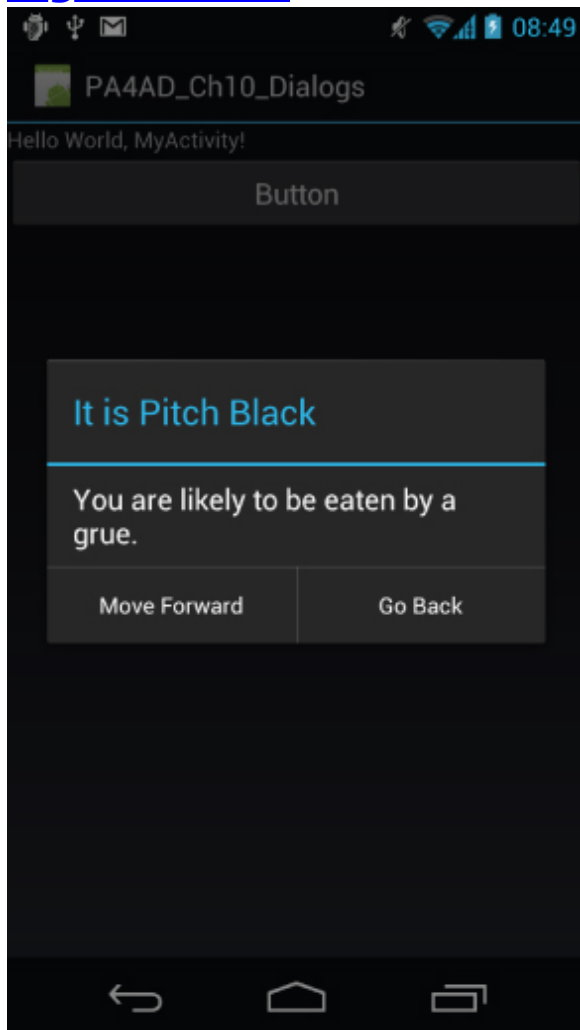 08:49
PA4AD_Ch10_Dialogs
Hello World, MyActivity!
Button
It is Pitch Black
You are likely to be eaten by a
grue.
Move Forward
Go Back